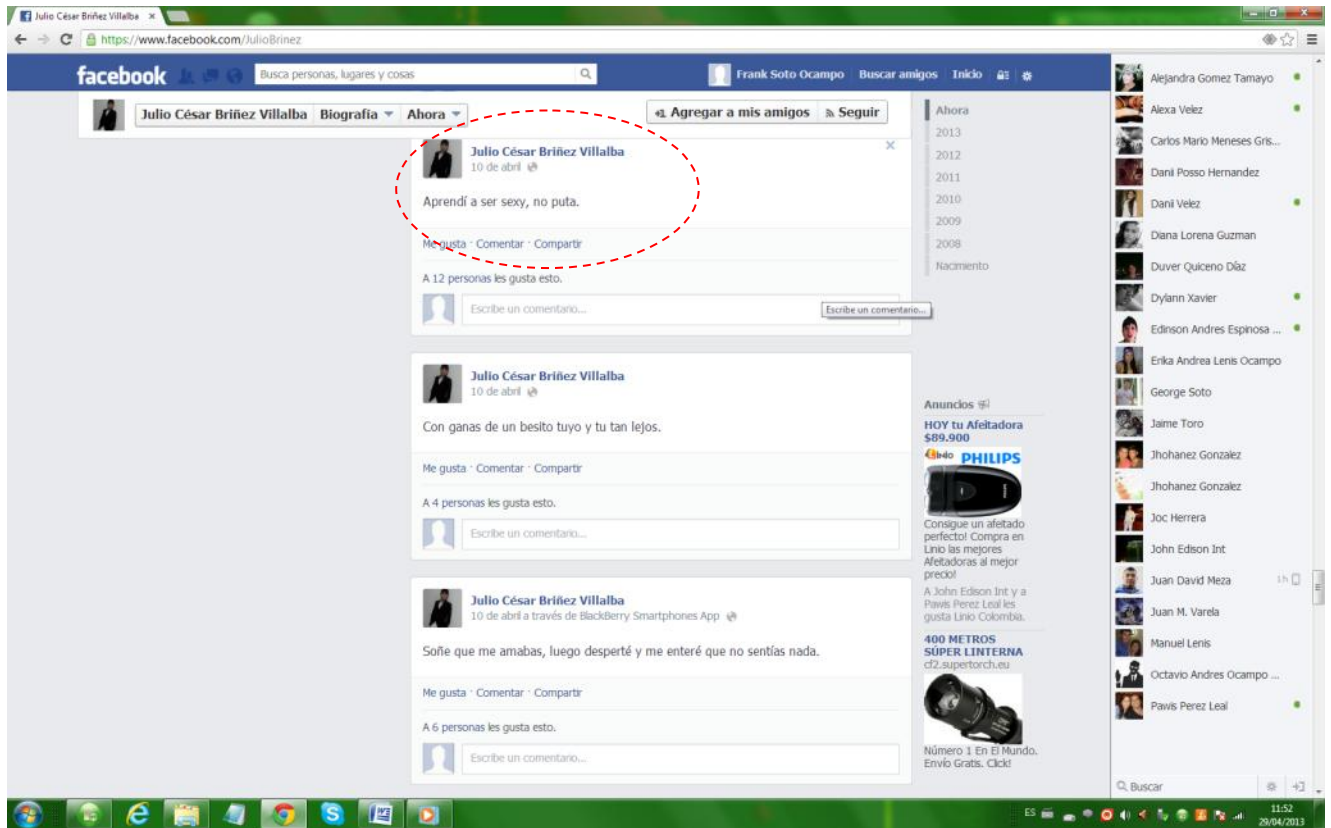 Julio César Briñez Villalba
https://www.facebook.com/JulioBrinez
facebook
Busca personas, lugares y cosas
Frank Soto Ocampo Buscar amigos Inicio
Julio César Briñez Villalba Biografía Ahora
+1 Agregar a mis amigos Seguir
Julio César Briñez Villalba
10 de abril
Aprendí a ser sexy, no puta.
Me gusta · Comentar · Compartir
A 12 personas les gusta esto.
Escribe un comentario...
Escribe un comentario...
Julio César Briñez Villalba
10 de abril
Con ganas de un besito tuyo y tu tan lejos.
Me gusta · Comentar · Compartir
A 4 personas les gusta esto.
Escribe un comentario...
Julio César Briñez Villalba
10 de abril a través de BlackBerry Smartphones App
Soñe que me amabas, luego desperté y me enteré que no sentías nada.
Me gusta · Comentar · Compartir
A 6 personas les gusta esto.
Escribe un comentario...
Ahora
2013
2012
2011
2010
2009
2008
Nacimiento
Anuncios
HOY tu Afeitadora
$89.900
PHILIPS
Consigue un afeitado
perfecto! Compra en
Linio las mejores
Afeitadoras al mejor
precio!
A John Edison Int y a
Pawis Perez Leal les
gusta Linio Colombia.
400 METROS
SÚPER LINTERNA
cf2.supertorch.eu
Número 1 En El Mundo.
Envío Gratis. Click!
Alejandra Gomez Tamayo
Alexa Velez
Carlos Mario Meneses Gris...
Danii Posso Hernandez
Danii Velez
Diana Lorena Guzman
Duver Quiceno Díaz
Dylann Xavier
Edinson Andres Espinosa ...
Erika Andrea Lenis Ocampo
George Soto
Jaime Toro
Jhohanez Gonzalez
Jhohanez Gonzalez
Joc Herrera
John Edison Int
Juan David Meza 1h
Juan M. Varela
Manuel Lenis
Octavio Andres Ocampo ...
Pawis Perez Leal
Buscar
ES
11:52
29/04/2013